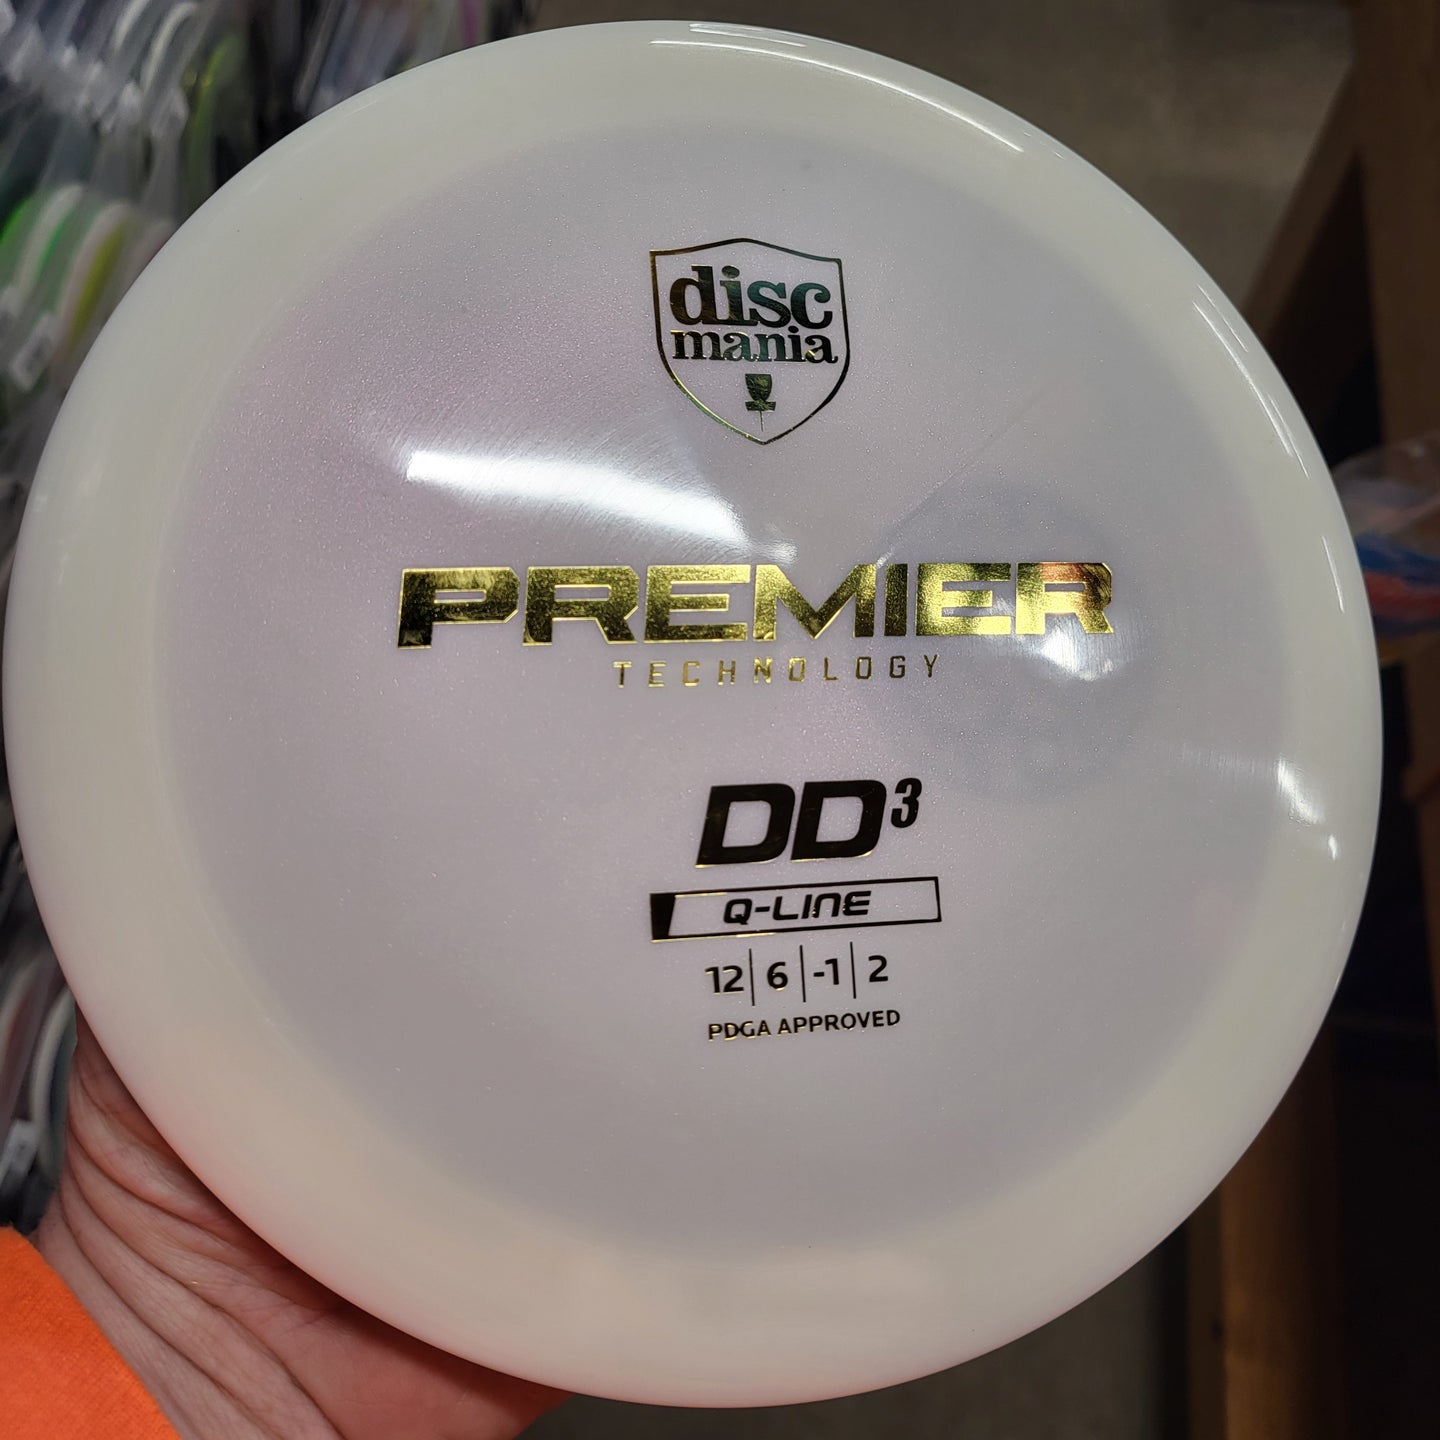 disc
mania
PREMIER
TECHNOLOGY
DD³
Q-LINE
12 | 6 | -1 | 2
PDGA APPROVED